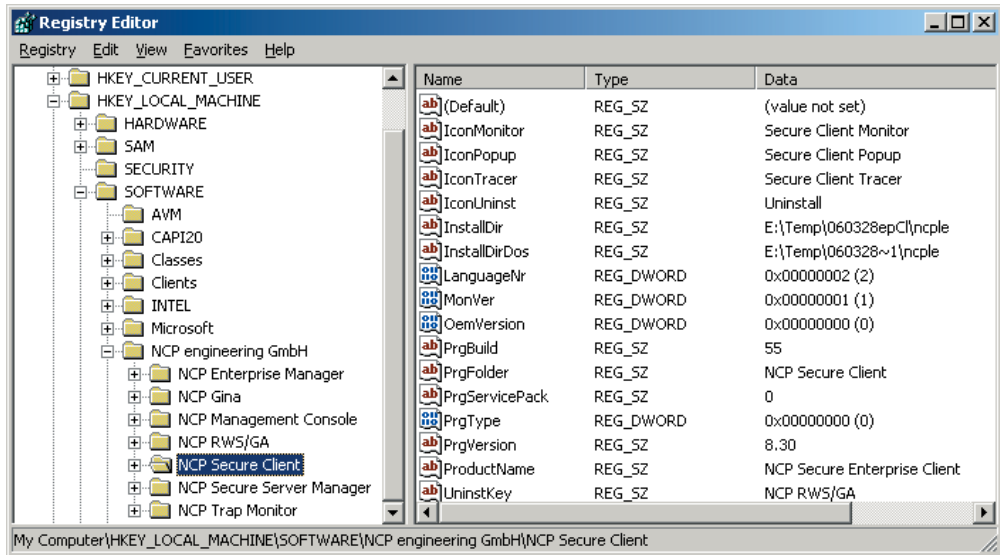 Registry Editor
Registry Edit View Favorites Help
HKEY_CURRENT_USER
HKEY_LOCAL_MACHINE
HARDWARE
SAM
SECURITY
SOFTWARE
AVM
CAPI20
Classes
Clients
INTEL
Microsoft
NCP engineering GmbH
NCP Enterprise Manager
NCP Gina
NCP Management Console
NCP RWS/GA
NCP Secure Client
NCP Secure Server Manager
NCP Trap Monitor
Name Type Data
(Default) REG_SZ (value not set)
IconMonitor REG_SZ Secure Client Monitor
IconPopup REG_SZ Secure Client Popup
IconTracer REG_SZ Secure Client Tracer
IconUninst REG_SZ Uninstall
InstallDir REG_SZ E:\Temp\060328epCl\ncple
InstallDirDos REG_SZ E:\Temp\060328~1\ncple
LanguageNr REG_DWORD 0x00000002 (2)
MonVer REG_DWORD 0x00000001 (1)
OemVersion REG_DWORD 0x00000000 (0)
PrgBuild REG_SZ 55
PrgFolder REG_SZ NCP Secure Client
PrgServicePack REG_SZ 0
PrgType REG_DWORD 0x00000000 (0)
PrgVersion REG_SZ 8.30
ProductName REG_SZ NCP Secure Enterprise Client
UninstKey REG_SZ NCP RWS/GA
My Computer\HKEY_LOCAL_MACHINE\SOFTWARE\NCP engineering GmbH\NCP Secure Client